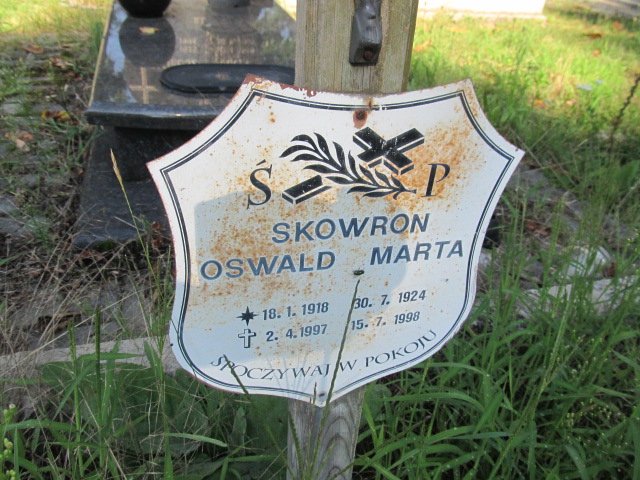 Ś P
SKOWRON
OSWALD MARTA
18. 1. 1918 30. 7. 1924
2. 4. 1997 15. 7. 1998
SPOCZYWAJ W POKOJU